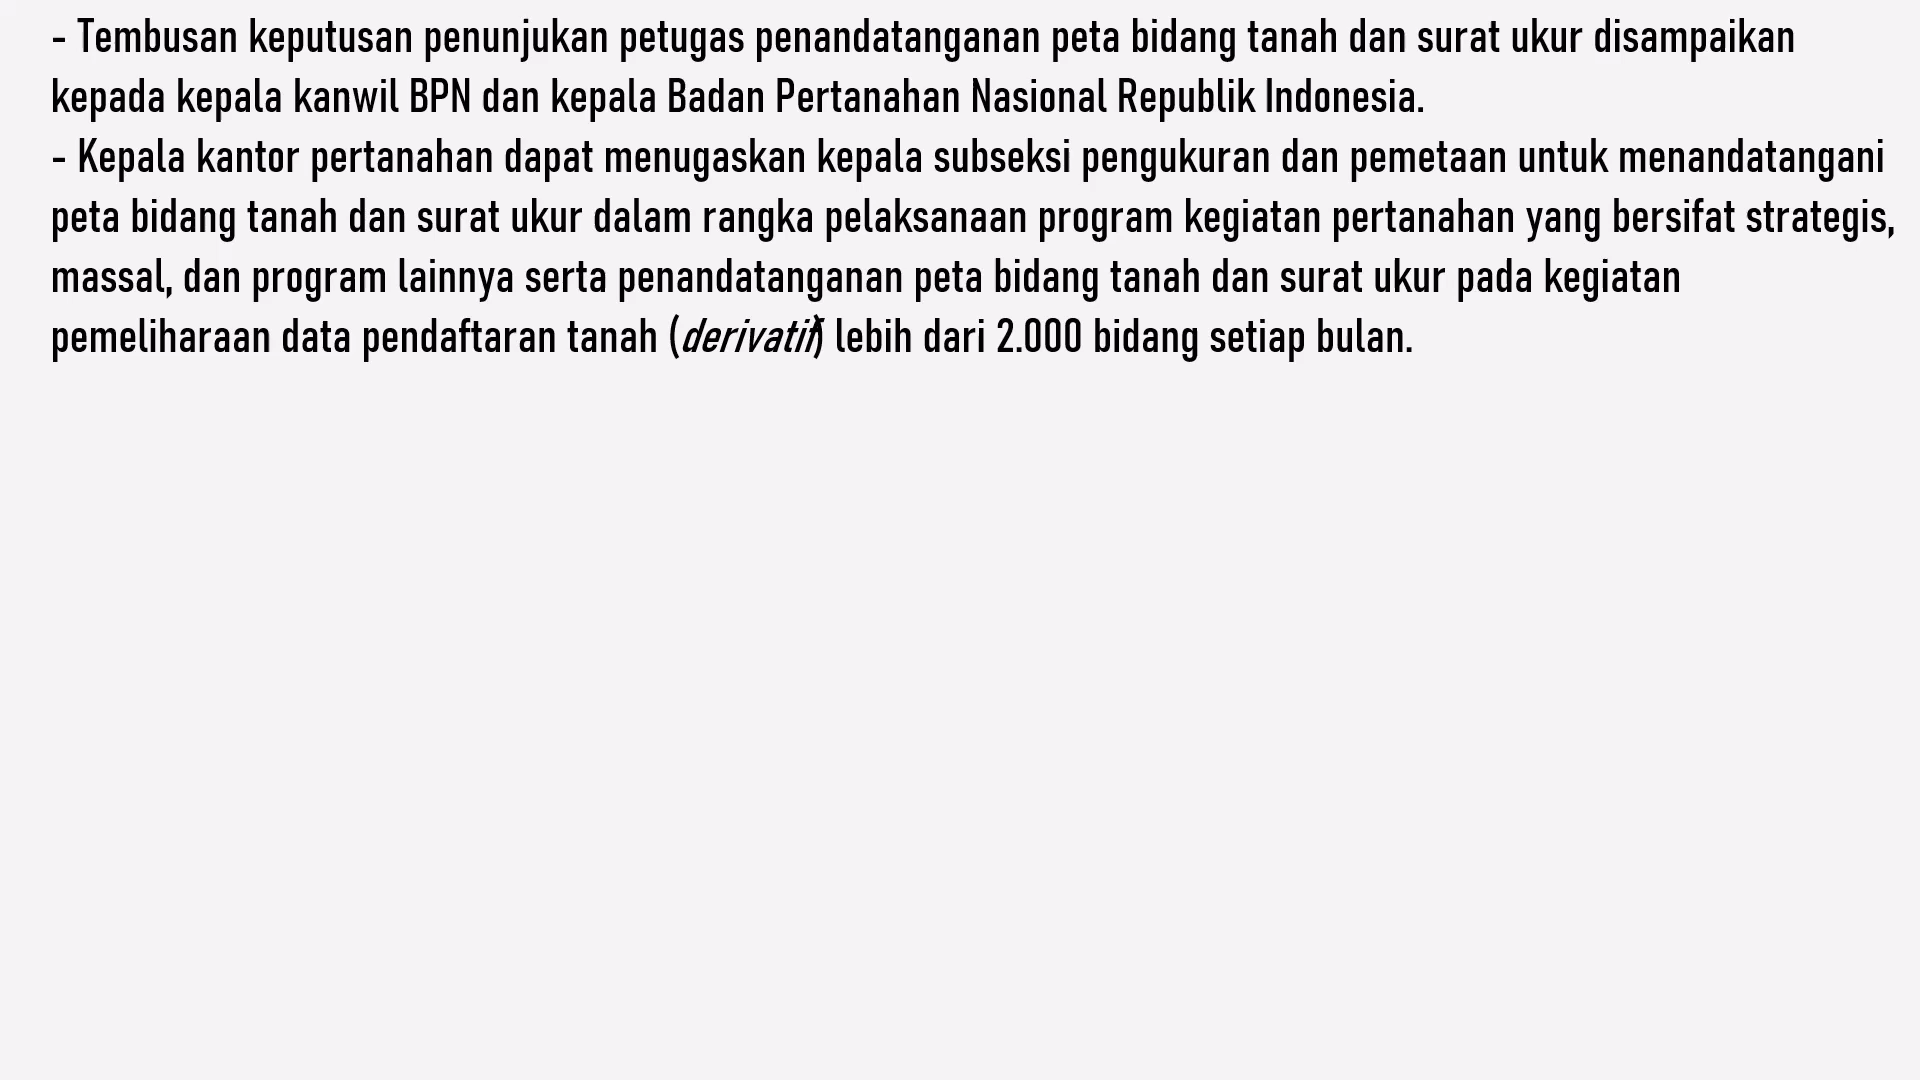 - Tembusan keputusan penunjukan petugas penandatanganan peta bidang tanah dan surat ukur disampaikan
kepada kepala kanwil BPN dan kepala Badan Pertanahan Nasional Republik Indonesia.
- Kepala kantor pertanahan dapat menugaskan kepala subseksi pengukuran dan pemetaan untuk menandatangani
peta bidang tanah dan surat ukur dalam rangka pelaksanaan program kegiatan pertanahan yang bersifat strategis,
massal, dan program lainnya serta penandatanganan peta bidang tanah dan surat ukur pada kegiatan
pemeliharaan data pendaftaran tanah (derivatif) lebih dari 2.000 bidang setiap bulan.